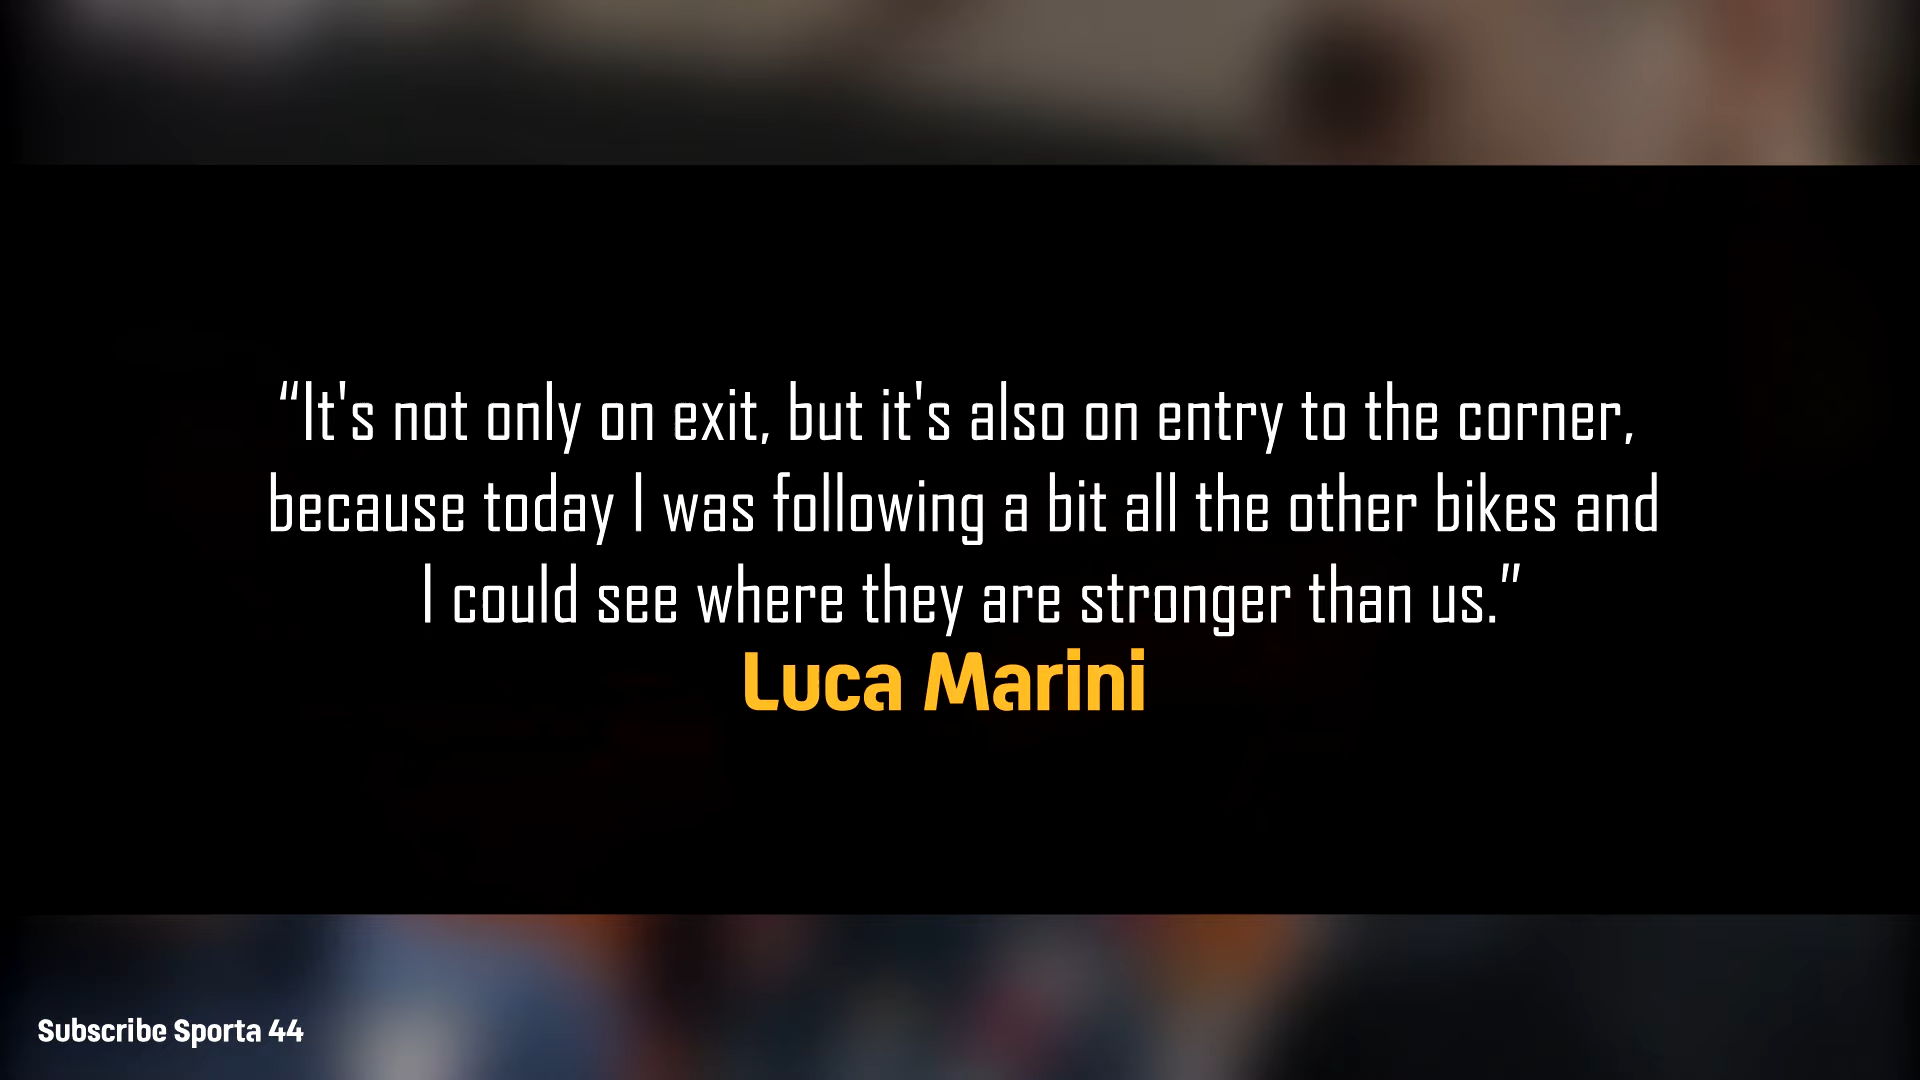 “It's not only on exit, but it's also on entry to the corner,
because today I was following a bit all the other bikes and
I could see where they are stronger than us.”
Luca Marini
Subscribe Sporta 44